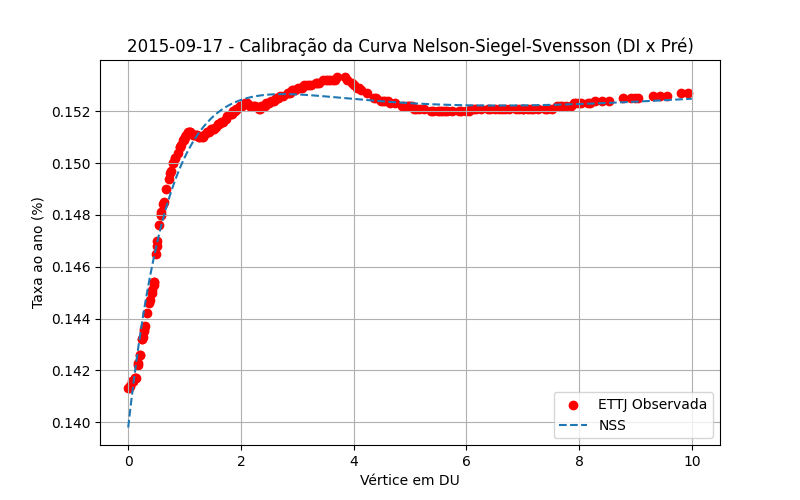 2015-09-17 - Calibração da Curva Nelson-Siegel-Svensson (DI x Pré)
Taxa ao ano (%)
0.152
0.150
0.148
0.146
0.144
0.142
0.140
ETTJ Observada
NSS
0 2 4 6 8 10
Vértice em DU